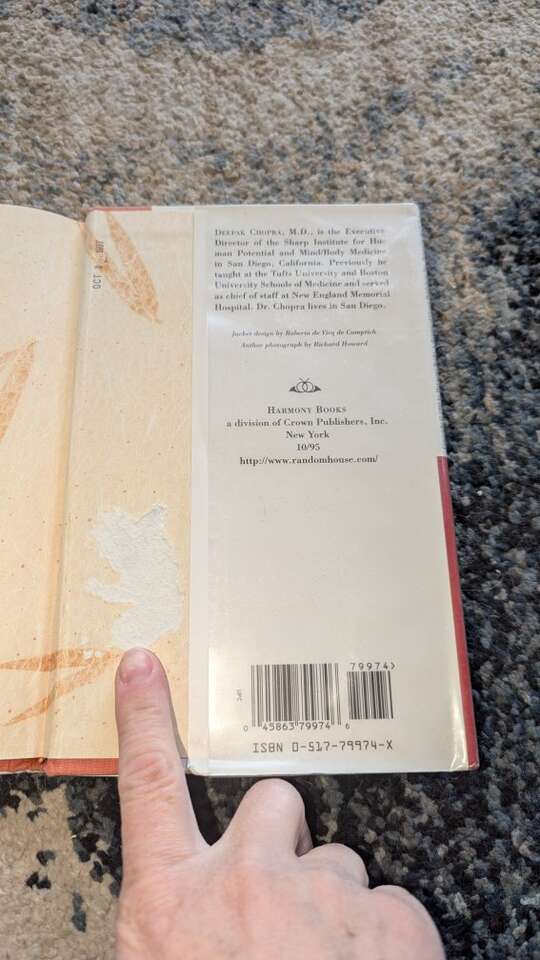 OCT
DEEPAK CHOPRA, M.D., is the Executive
Director of the Sharp Institute for Hu-
man Potential and Mind/Body Medicine
in San Diego, California. Previously he
taught at the Tufts University and Boston
University Schools of Medicine and served
as chief of staff at New England Memorial
Hospital. Dr. Chopra lives in San Diego.
Jacket design by Roberto de Vicq de Cumptich
Author photograph by Richard Howard
HARMONY BOOKS
a division of Crown Publishers, Inc.
New York
10/95
http://www.randomhouse.com/
79974>
UPC
0 45863 79974 6
ISBN 0-517-79974-X